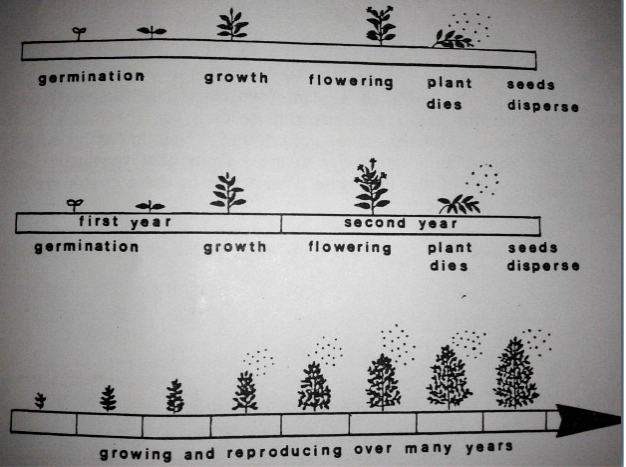 germination growth flowering plant seeds
dies disperse
first year second year
germination growth flowering plant seeds
dies disperse
growing and reproducing over many years